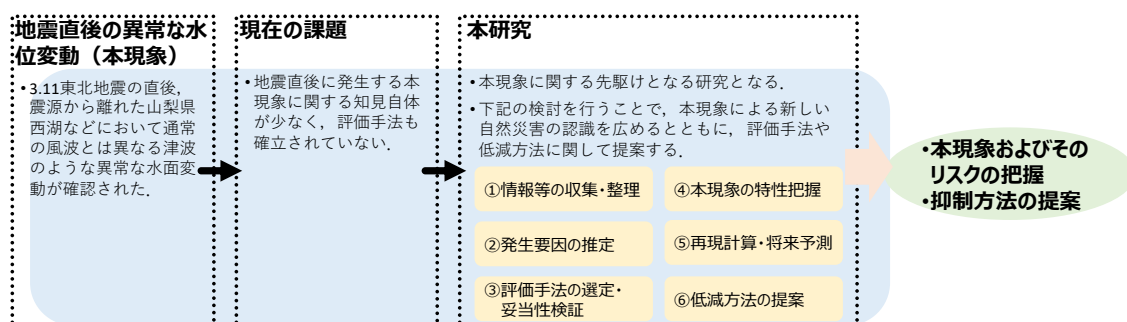 地震直後の異常な水
位変動（本現象）
•3.11東北地震の直後，
震源から離れた山梨県
西湖などにおいて通常
の風波とは異なる津波
のような異常な水面変
動が確認された．
現在の課題
•地震直後に発生する本
現象に関する知見自体
が少なく，評価手法も
確立されていない．
本研究
•本現象に関する先駆けとなる研究となる．
•下記の検討を行うことで，本現象による新しい
自然災害の認識を広めるとともに，評価手法や
低減方法に関して提案する．
①情報等の収集・整理
②発生要因の推定
③評価手法の選定・
妥当性検証
④本現象の特性把握
⑤再現計算・将来予測
⑥低減方法の提案
•本現象およびその
リスクの把握
•抑制方法の提案